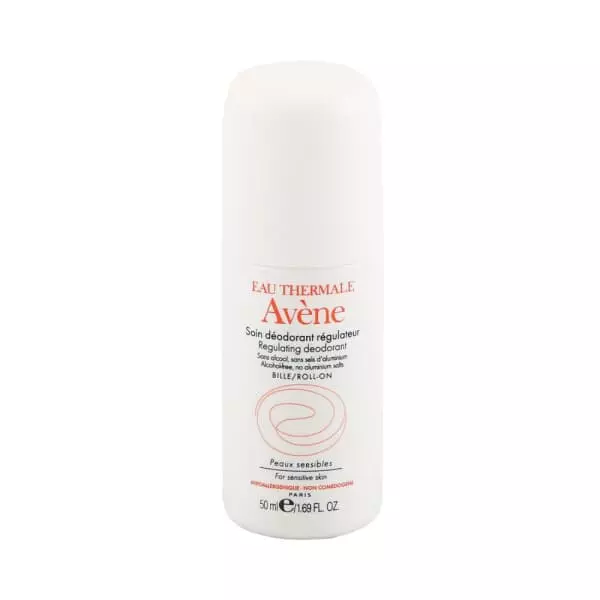 EAU THERMALE
Avène
Soin déodorant régulateur
Regulating deodorant
Sans alcool, sans sels d'aluminium
Alcohol-free, no aluminium salts
BILLE/ROLL-ON
Peaux sensibles
For sensitive skin
HYPOALLERGÉNIQUE - NON COMEDOGENIC
PARIS
50 ml e/1.69 FL. OZ.